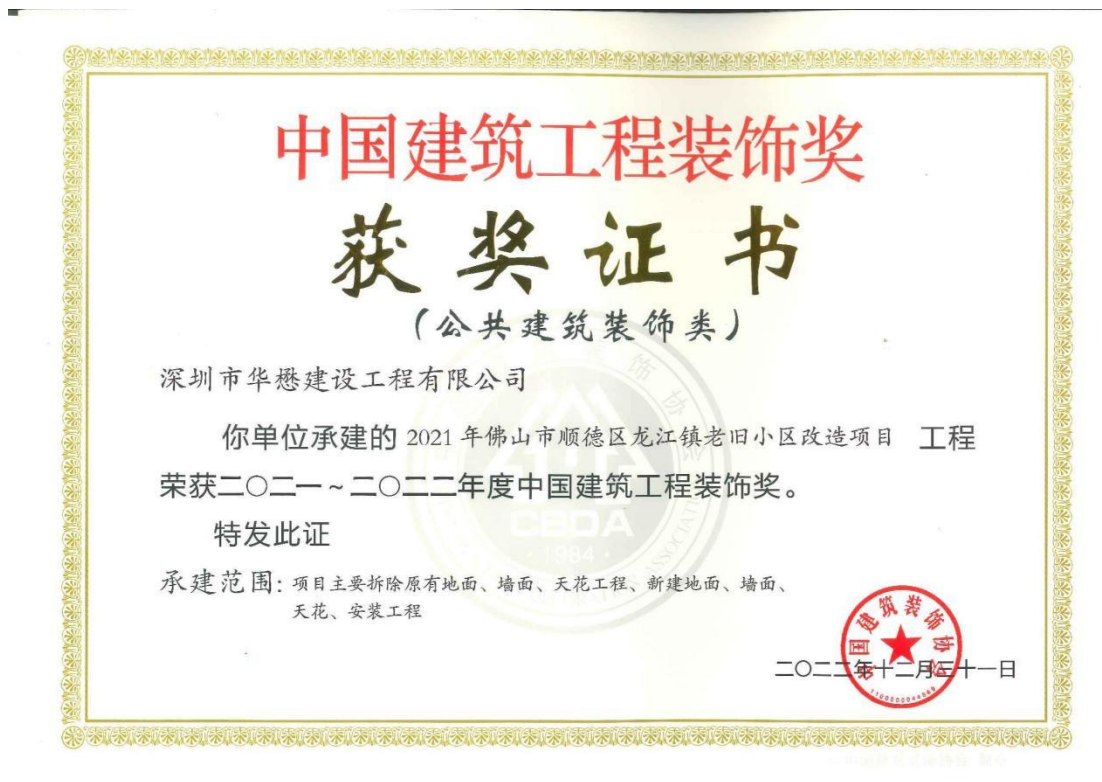 中国建筑工程装饰奖
获奖证书
(公共建筑装饰类)
深圳市华懋建设工程有限公司
你单位承建的 2021年佛山市顺德区龙江镇老旧小区改造项目 工程
荣获二〇二一~二〇二二年度中国建筑工程装饰奖。
特发此证
承建范围:项目主要拆除原有地面、墙面、天花工程、新建地面、墙面、
天花、安装工程
CBDA
·1984·
中国建筑装饰协会
二〇二二年十二月三十一日